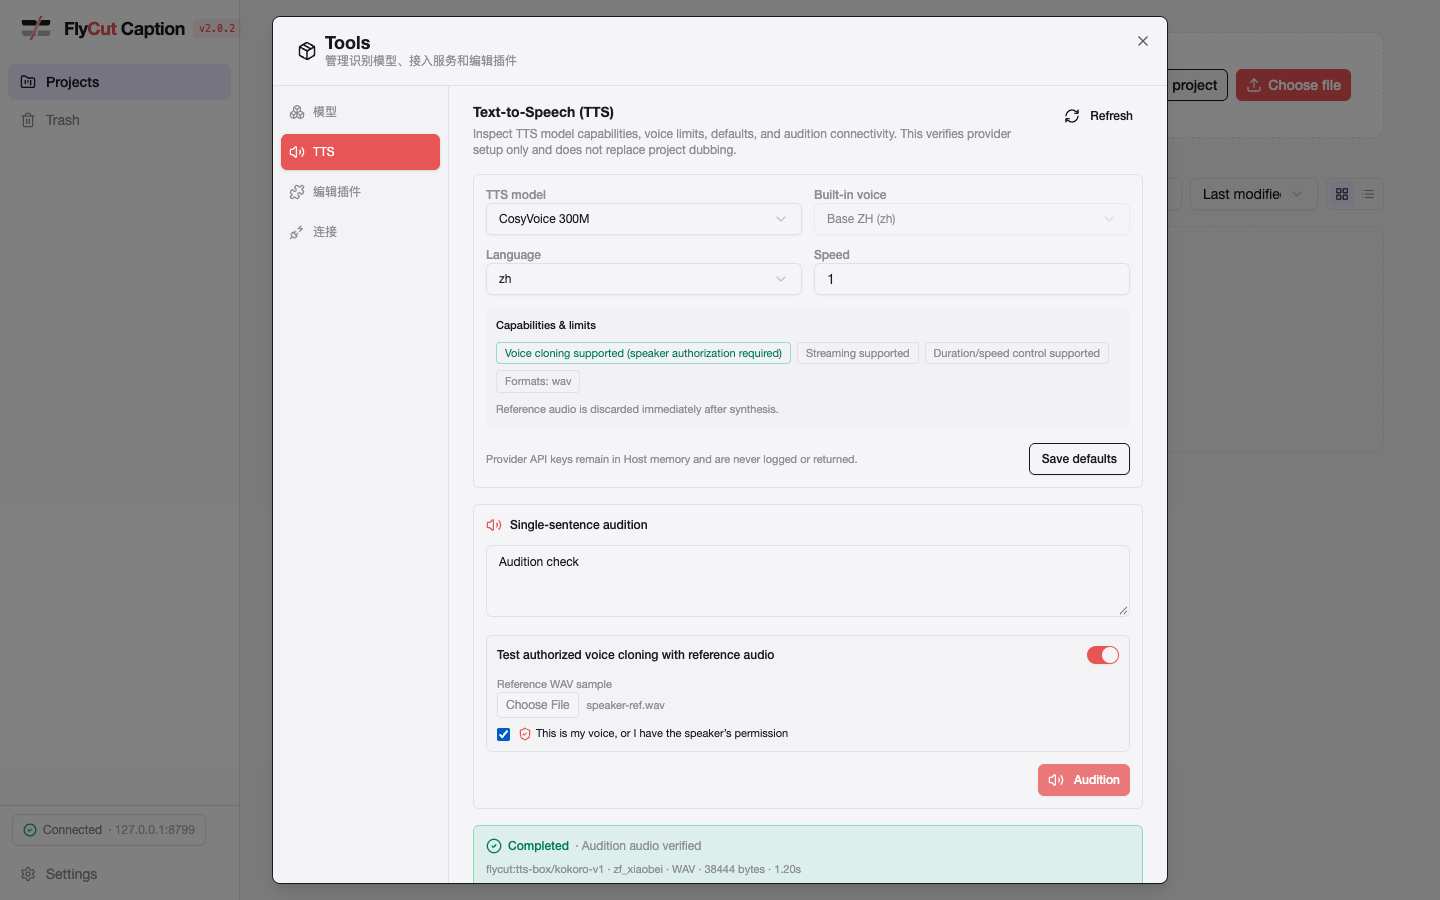 FlyCut Caption v2.0.2
Projects
Trash
Connected · 127.0.0.1:8799
Settings
project
Choose file
Last modifie
Tools
管理识别模型、接入服务和编辑插件
模型
TTS
编辑插件
连接
Text-to-Speech (TTS)
Refresh
Inspect TTS model capabilities, voice limits, defaults, and audition connectivity. This verifies provider
setup only and does not replace project dubbing.
TTS model
Built-in voice
CosyVoice 300M
Base ZH (zh)
Language
Speed
zh
1
Capabilities & limits
Voice cloning supported (speaker authorization required)
Streaming supported
Duration/speed control supported
Formats: wav
Reference audio is discarded immediately after synthesis.
Provider API keys remain in Host memory and are never logged or returned.
Save defaults
Single-sentence audition
Audition check
Test authorized voice cloning with reference audio
Reference WAV sample
Choose File speaker-ref.wav
This is my voice, or I have the speaker's permission
Audition
Completed · Audition audio verified
flycut:tts-box/kokoro-v1 · zf_xiaobei · WAV · 38444 bytes · 1.20s